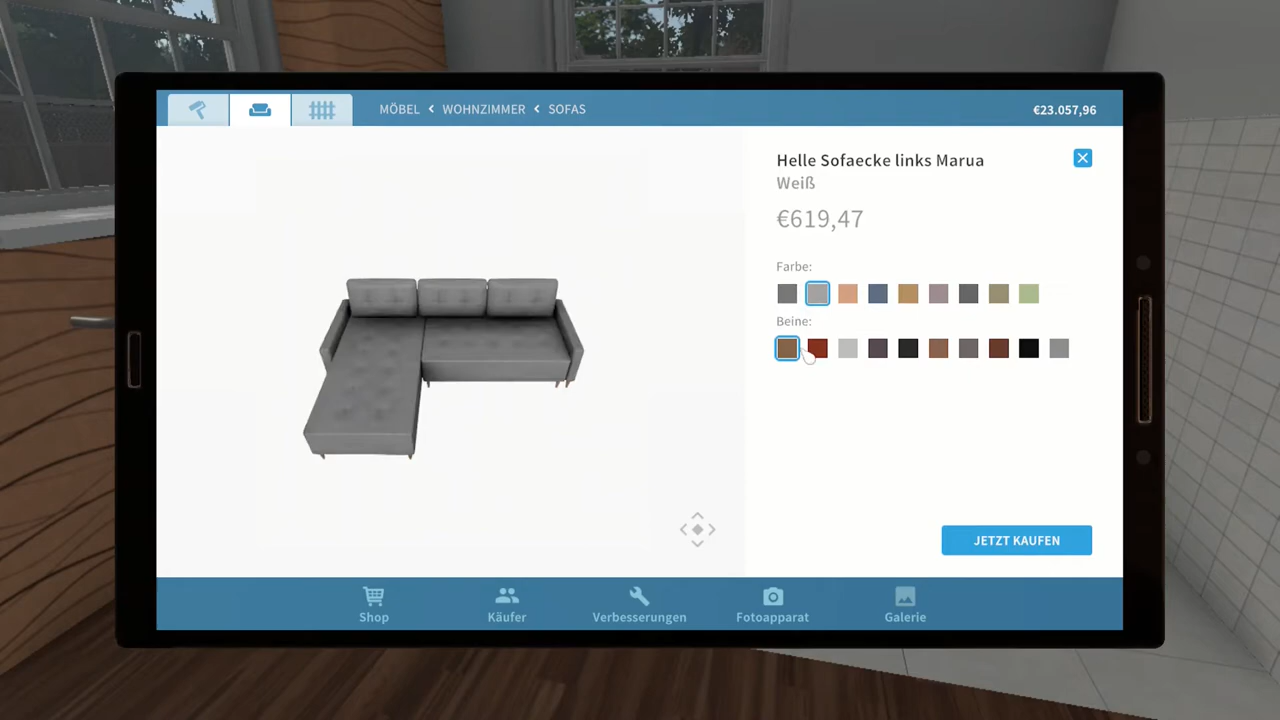 MÖBEL < WOHNZIMMER < SOFAS
€23.057,96
Helle Sofaecke links Marua
Weiß
€619,47
Farbe:
Beine:
JETZT KAUFEN
Shop
Käufer
Verbesserungen
Fotoapparat
Galerie